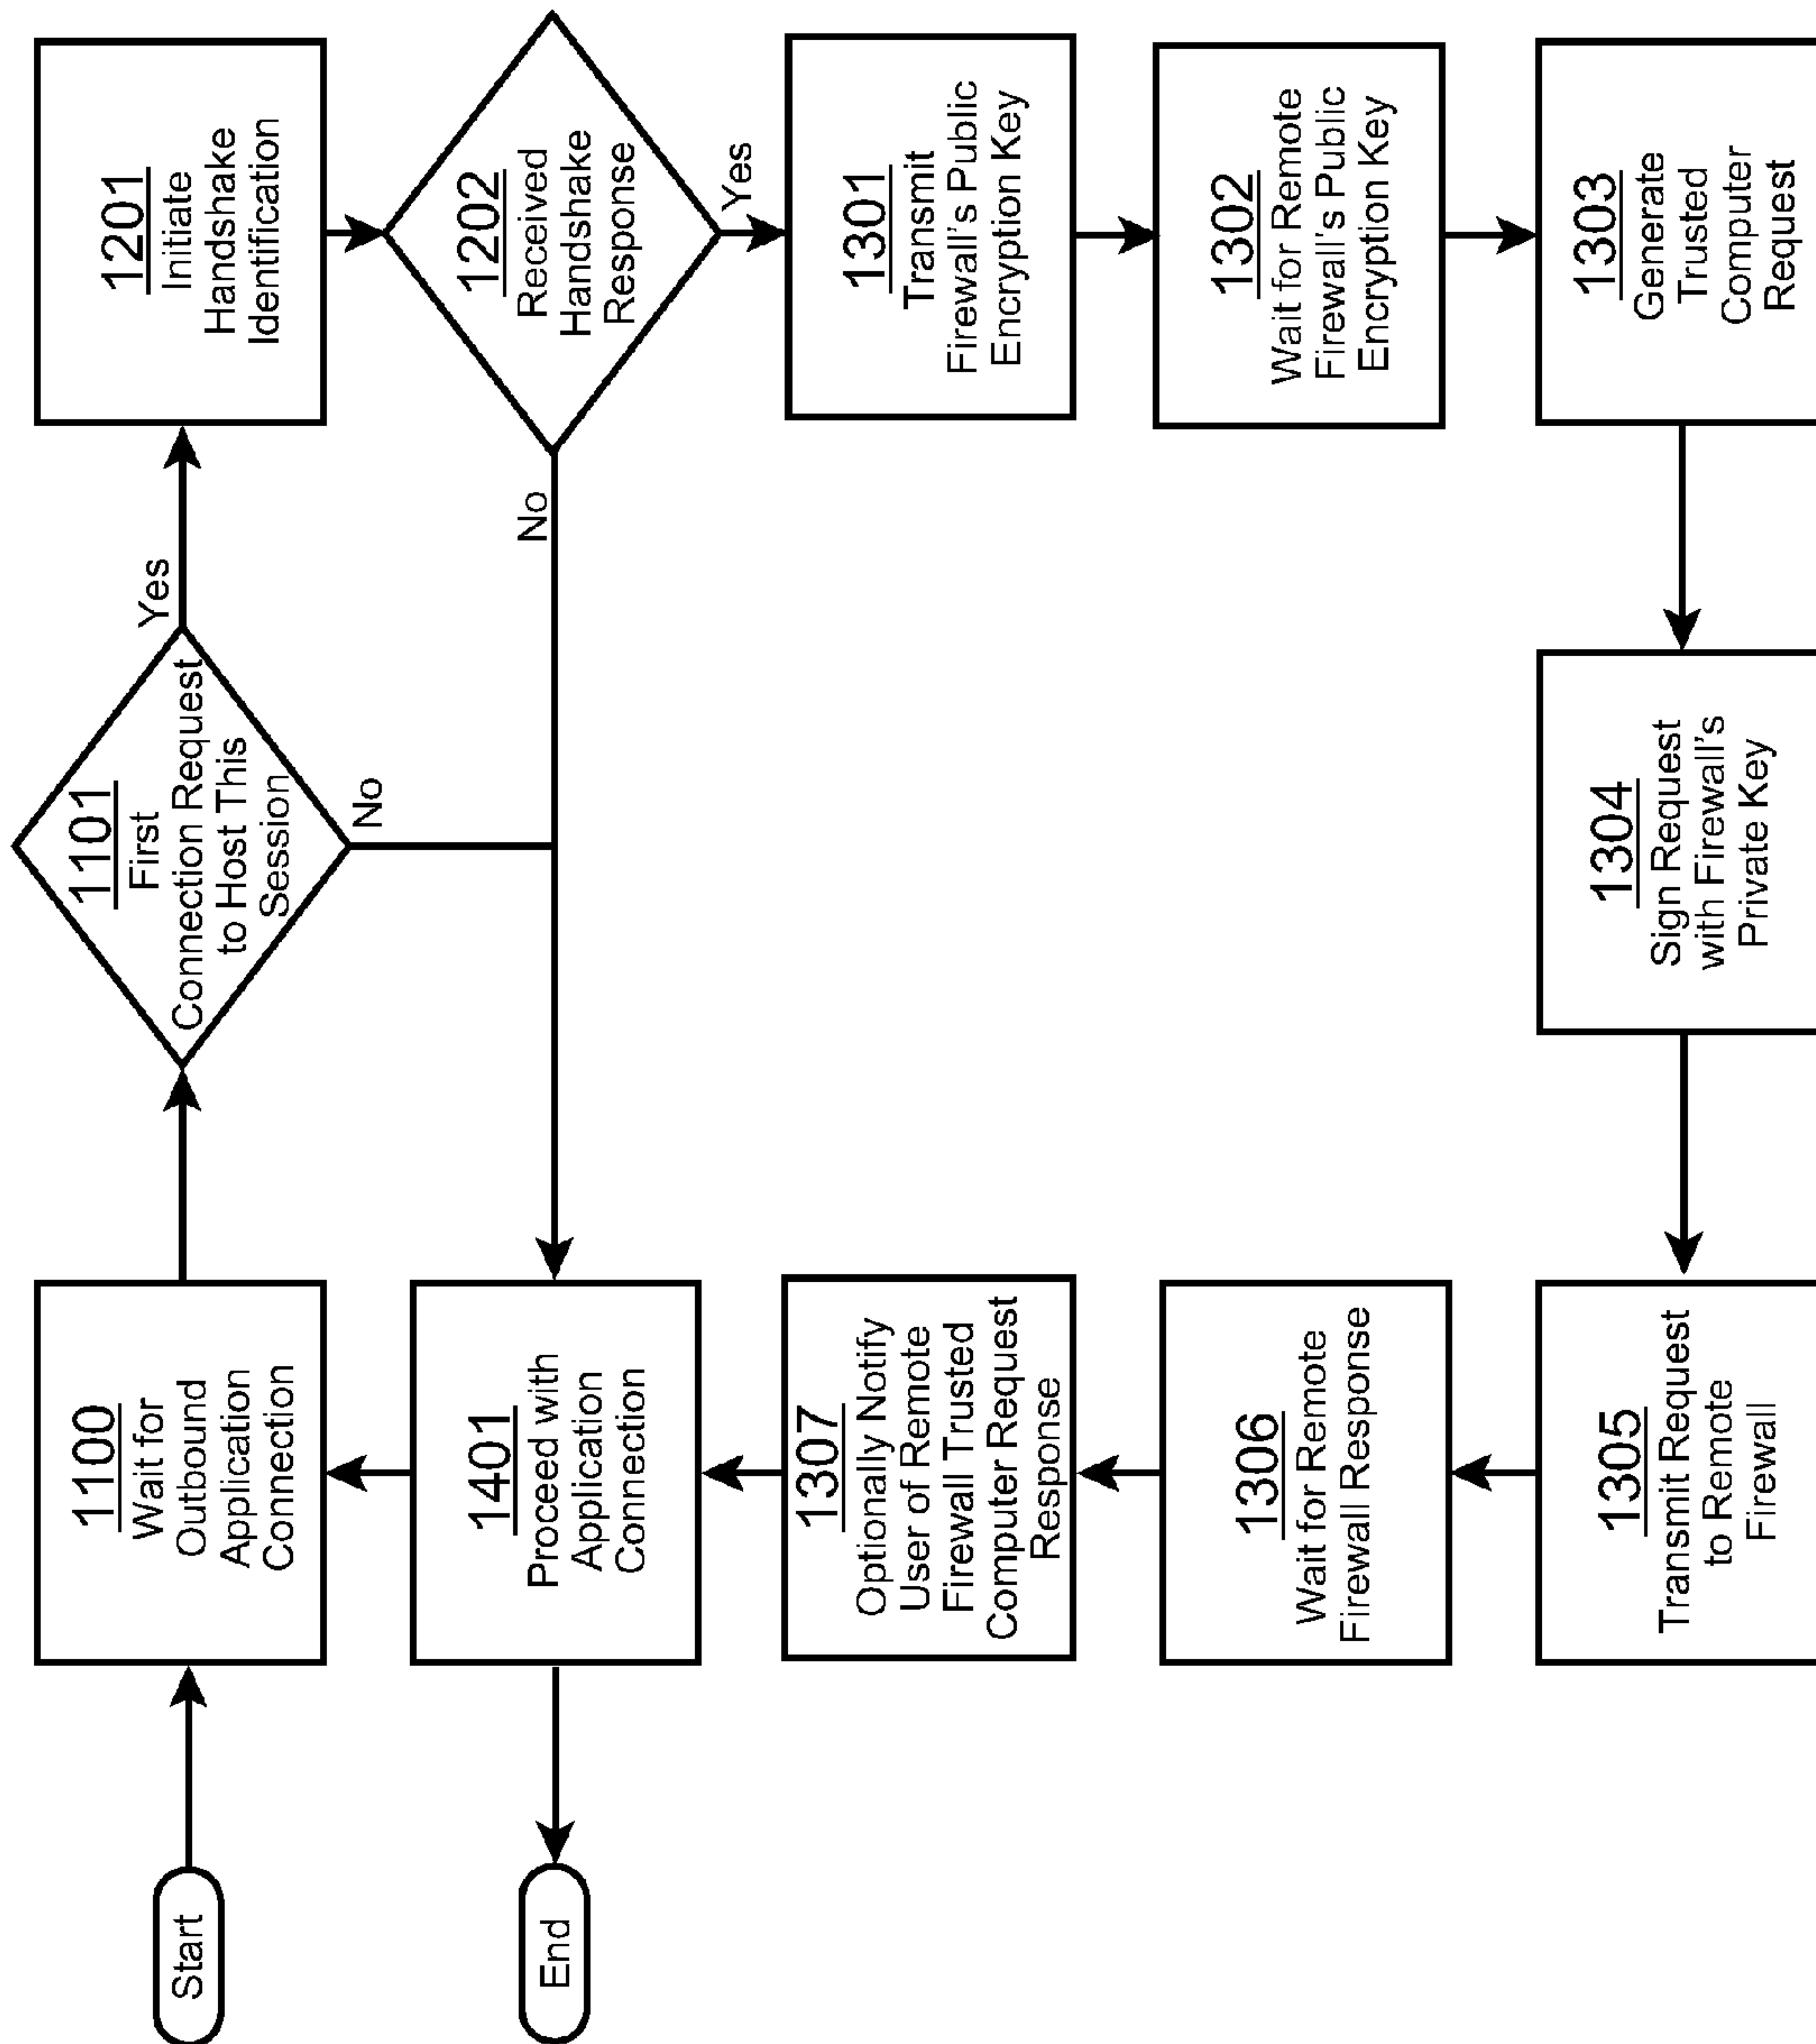 Start
1100
Wait for
Outbound
Application
Connection
1101
First
Connection Request
to Host This
Session
Yes
No
1201
Initiate
Handshake
Identification
1202
Received
Handshake
Response
No
Yes
1301
Transmit
Firewall's Public
Encryption Key
1302
Wait for Remote
Firewall's Public
Encryption Key
1303
Generate
Trusted
Computer
Request
1304
Sign Request
with Firewall's
Private Key
1305
Transmit Request
to Remote
Firewall
1306
Wait for Remote
Firewall Response
1307
Optionally Notify
User of Remote
Firewall Trusted
Computer Request
Response
1401
Proceed with
Application
Connection
End